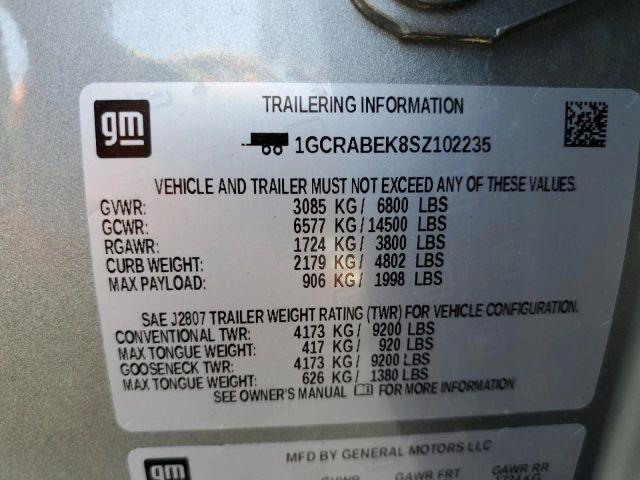 gm
TRAILERING INFORMATION
1GCRABEK8SZ102235
VEHICLE AND TRAILER MUST NOT EXCEED ANY OF THESE VALUES.
GVWR: 3085 KG/ 6800 LBS
GCWR: 6577 KG/14500 LBS
RGAWR: 1724 KG/ 3800 LBS
CURB WEIGHT: 2179 KG/ 4802 LBS
MAX PAYLOAD: 906 KG/ 1998 LBS
SAE J2807 TRAILER WEIGHT RATING (TWR) FOR VEHICLE CONFIGURATION.
CONVENTIONAL TWR: 4173 KG/ 9200 LBS
MAX TONGUE WEIGHT: 417 KG/ 920 LBS
GOOSENECK TWR: 4173 KG/ 9200 LBS
MAX TONGUE WEIGHT: 626 KG/ 1380 LBS
SEE OWNER'S MANUAL FOR MORE INFORMATION
MFD BY GENERAL MOTORS LLC
gm
GVWR GAWR FRT GAWR RR
1724 KG